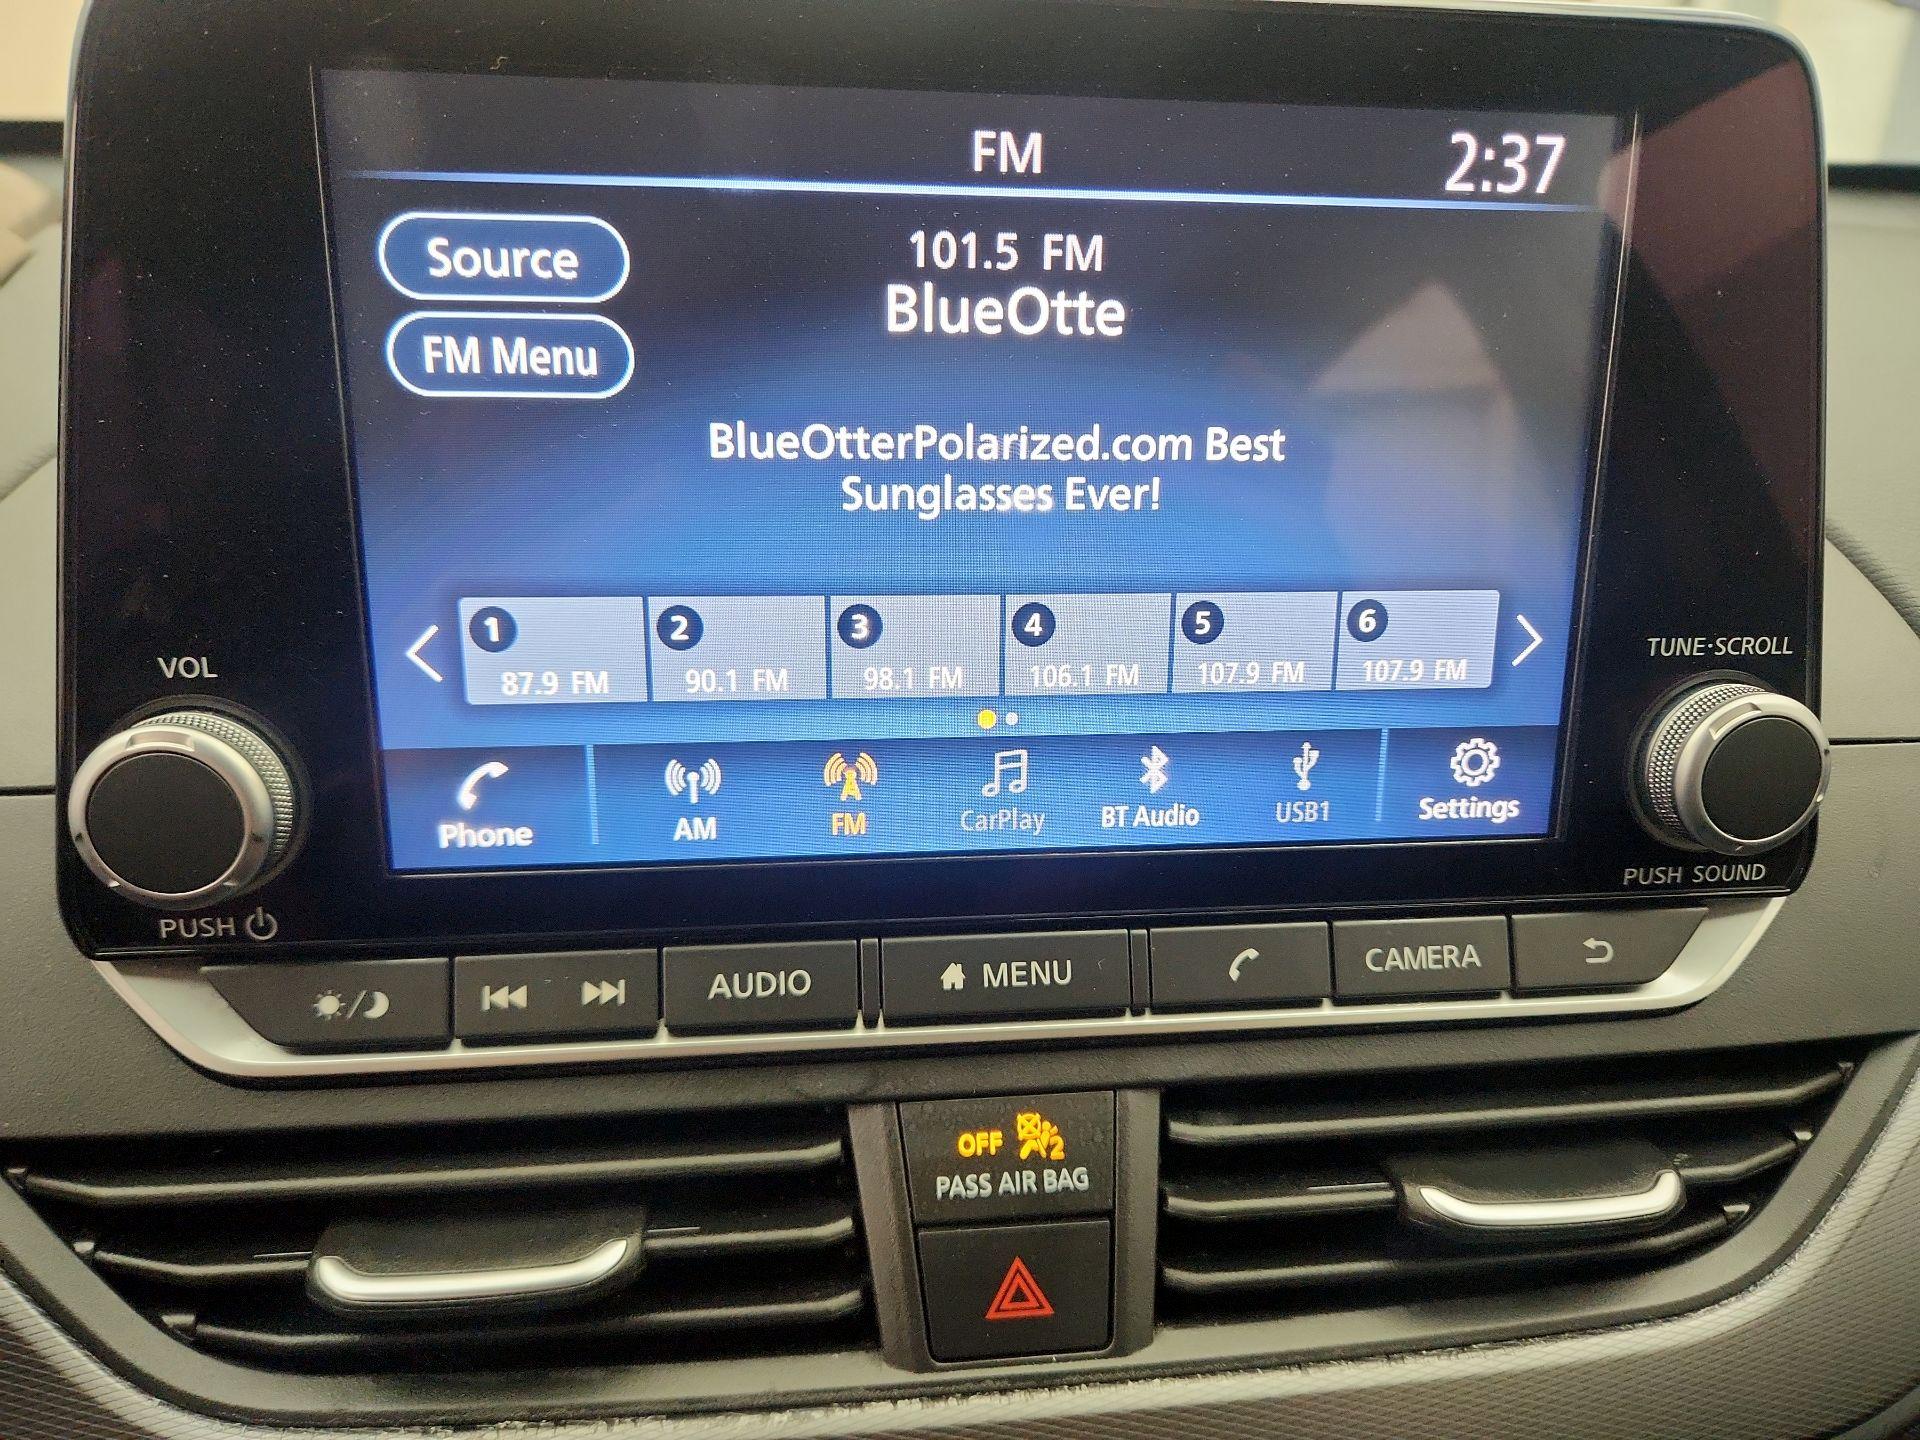 FM
2:37
Source
101.5 FM
BlueOtte
FM Menu
BlueOtterPolarized.com Best
Sunglasses Ever!
1
2
3
4
5
6
87.9 FM
90.1 FM
98.1 FM
106.1 FM
107.9 FM
107.9 FM
VOL
TUNE·SCROLL
Phone
AM
FM
CarPlay
BT Audio
USB1
Settings
PUSH
PUSH SOUND
AUDIO
MENU
CAMERA
OFF
2
PASS AIR BAG